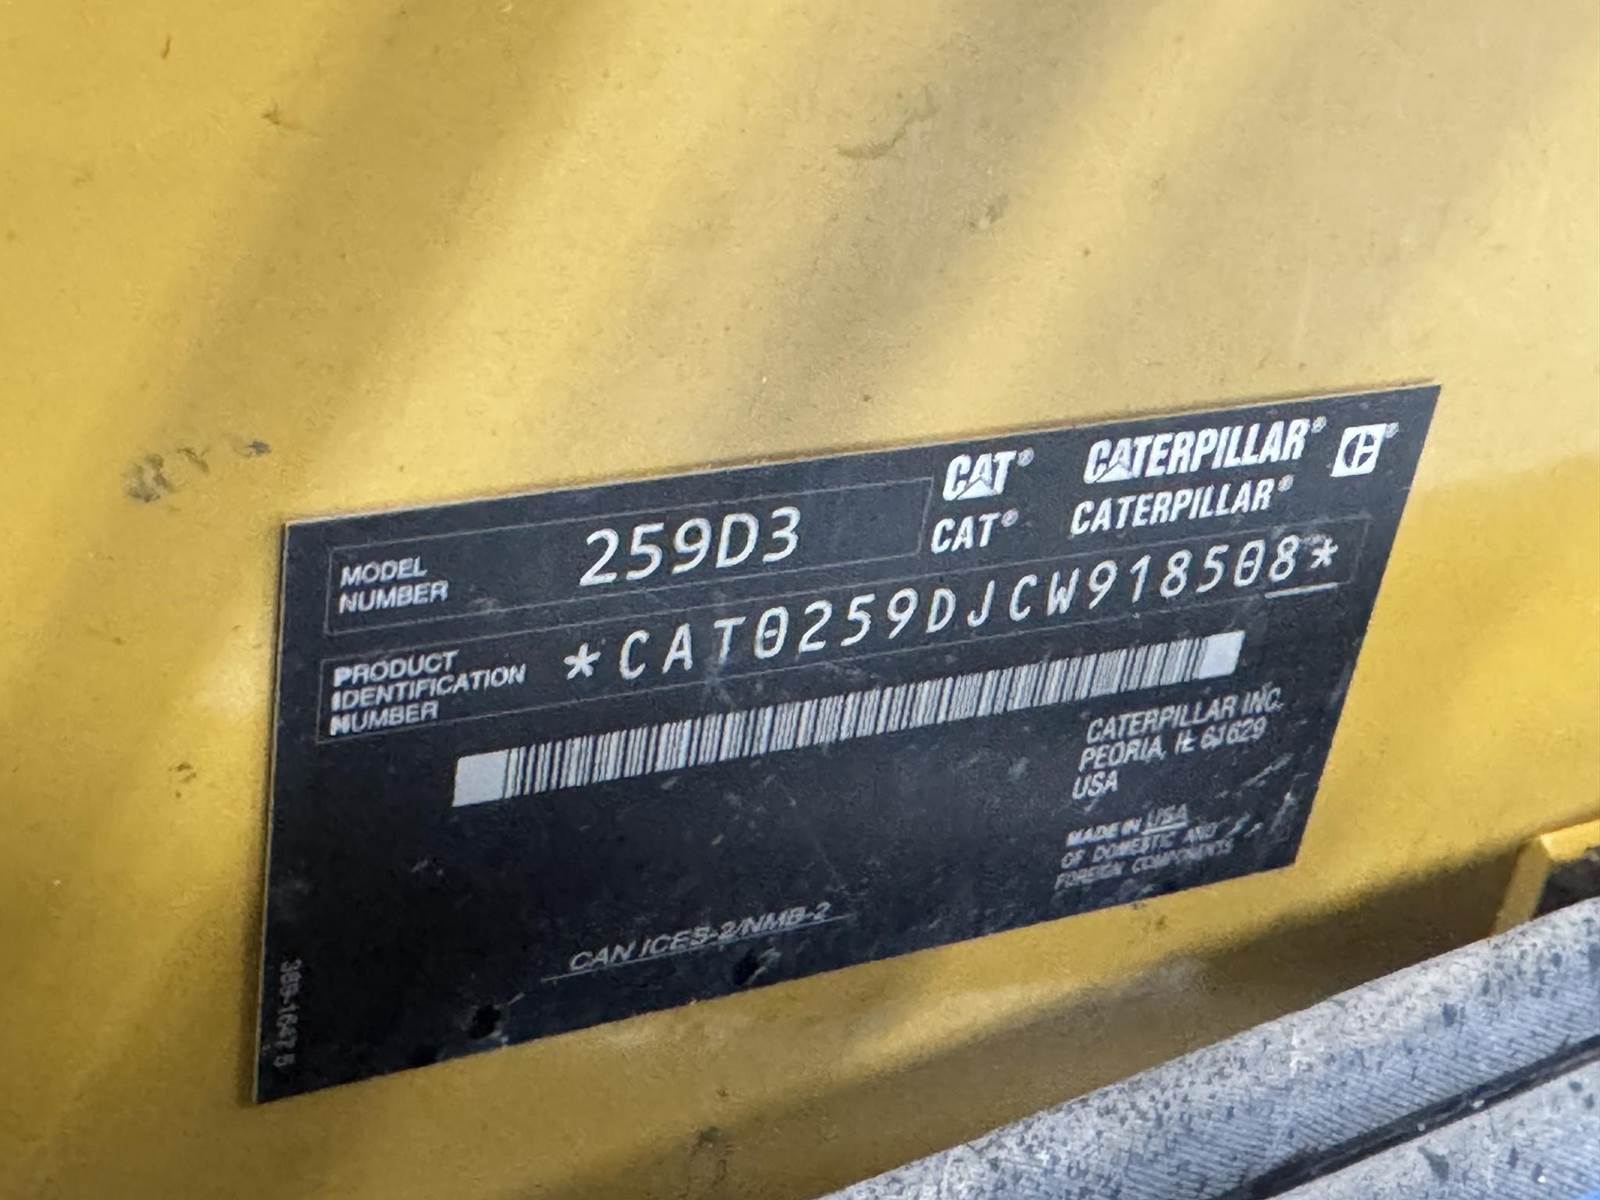 CAT® CATERPILLAR®
CAT® CATERPILLAR®
MODEL
NUMBER
259D3
PRODUCT
IDENTIFICATION
NUMBER
*CAT0259DJCW918508*
CATERPILLAR INC.
PEORIA, IL 61629
USA
MADE IN USA
OF DOMESTIC AND
FOREIGN COMPONENTS
CAN ICES-2/NMB-2